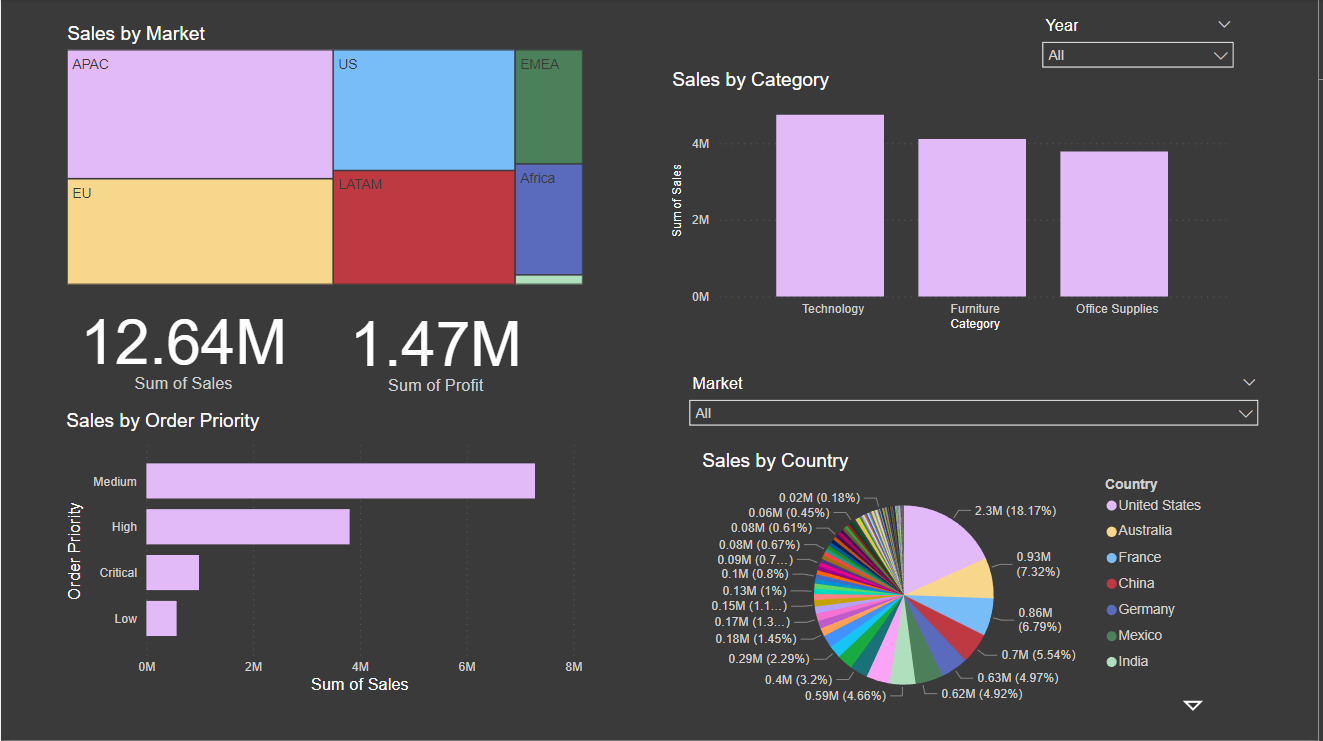 Sales by Market
APAC
US
EMEA
EU
LATAM
Africa
12.64M
Sum of Sales
1.47M
Sum of Profit
Sales by Order Priority
Order Priority
Medium
High
Critical
Low
0M
2M
4M
6M
8M
Sum of Sales
Year
All
Sales by Category
Sum of Sales
4M
2M
0M
Technology
Furniture
Office Supplies
Category
Market
All
Sales by Country
0.02M (0.18%)
0.06M (0.45%)
0.08M (0.61%)
0.08M (0.67%)
0.09M (0.7...)
0.1M (0.8%)
0.13M (1%)
0.15M (1.1...)
0.17M (1.3...)
0.18M (1.45%)
0.29M (2.29%)
0.4M (3.2%)
0.59M (4.66%)
2.3M (18.17%)
0.93M
(7.32%)
0.86M
(6.79%)
0.7M (5.54%)
0.63M (4.97%)
0.62M (4.92%)
Country
United States
Australia
France
China
Germany
Mexico
India